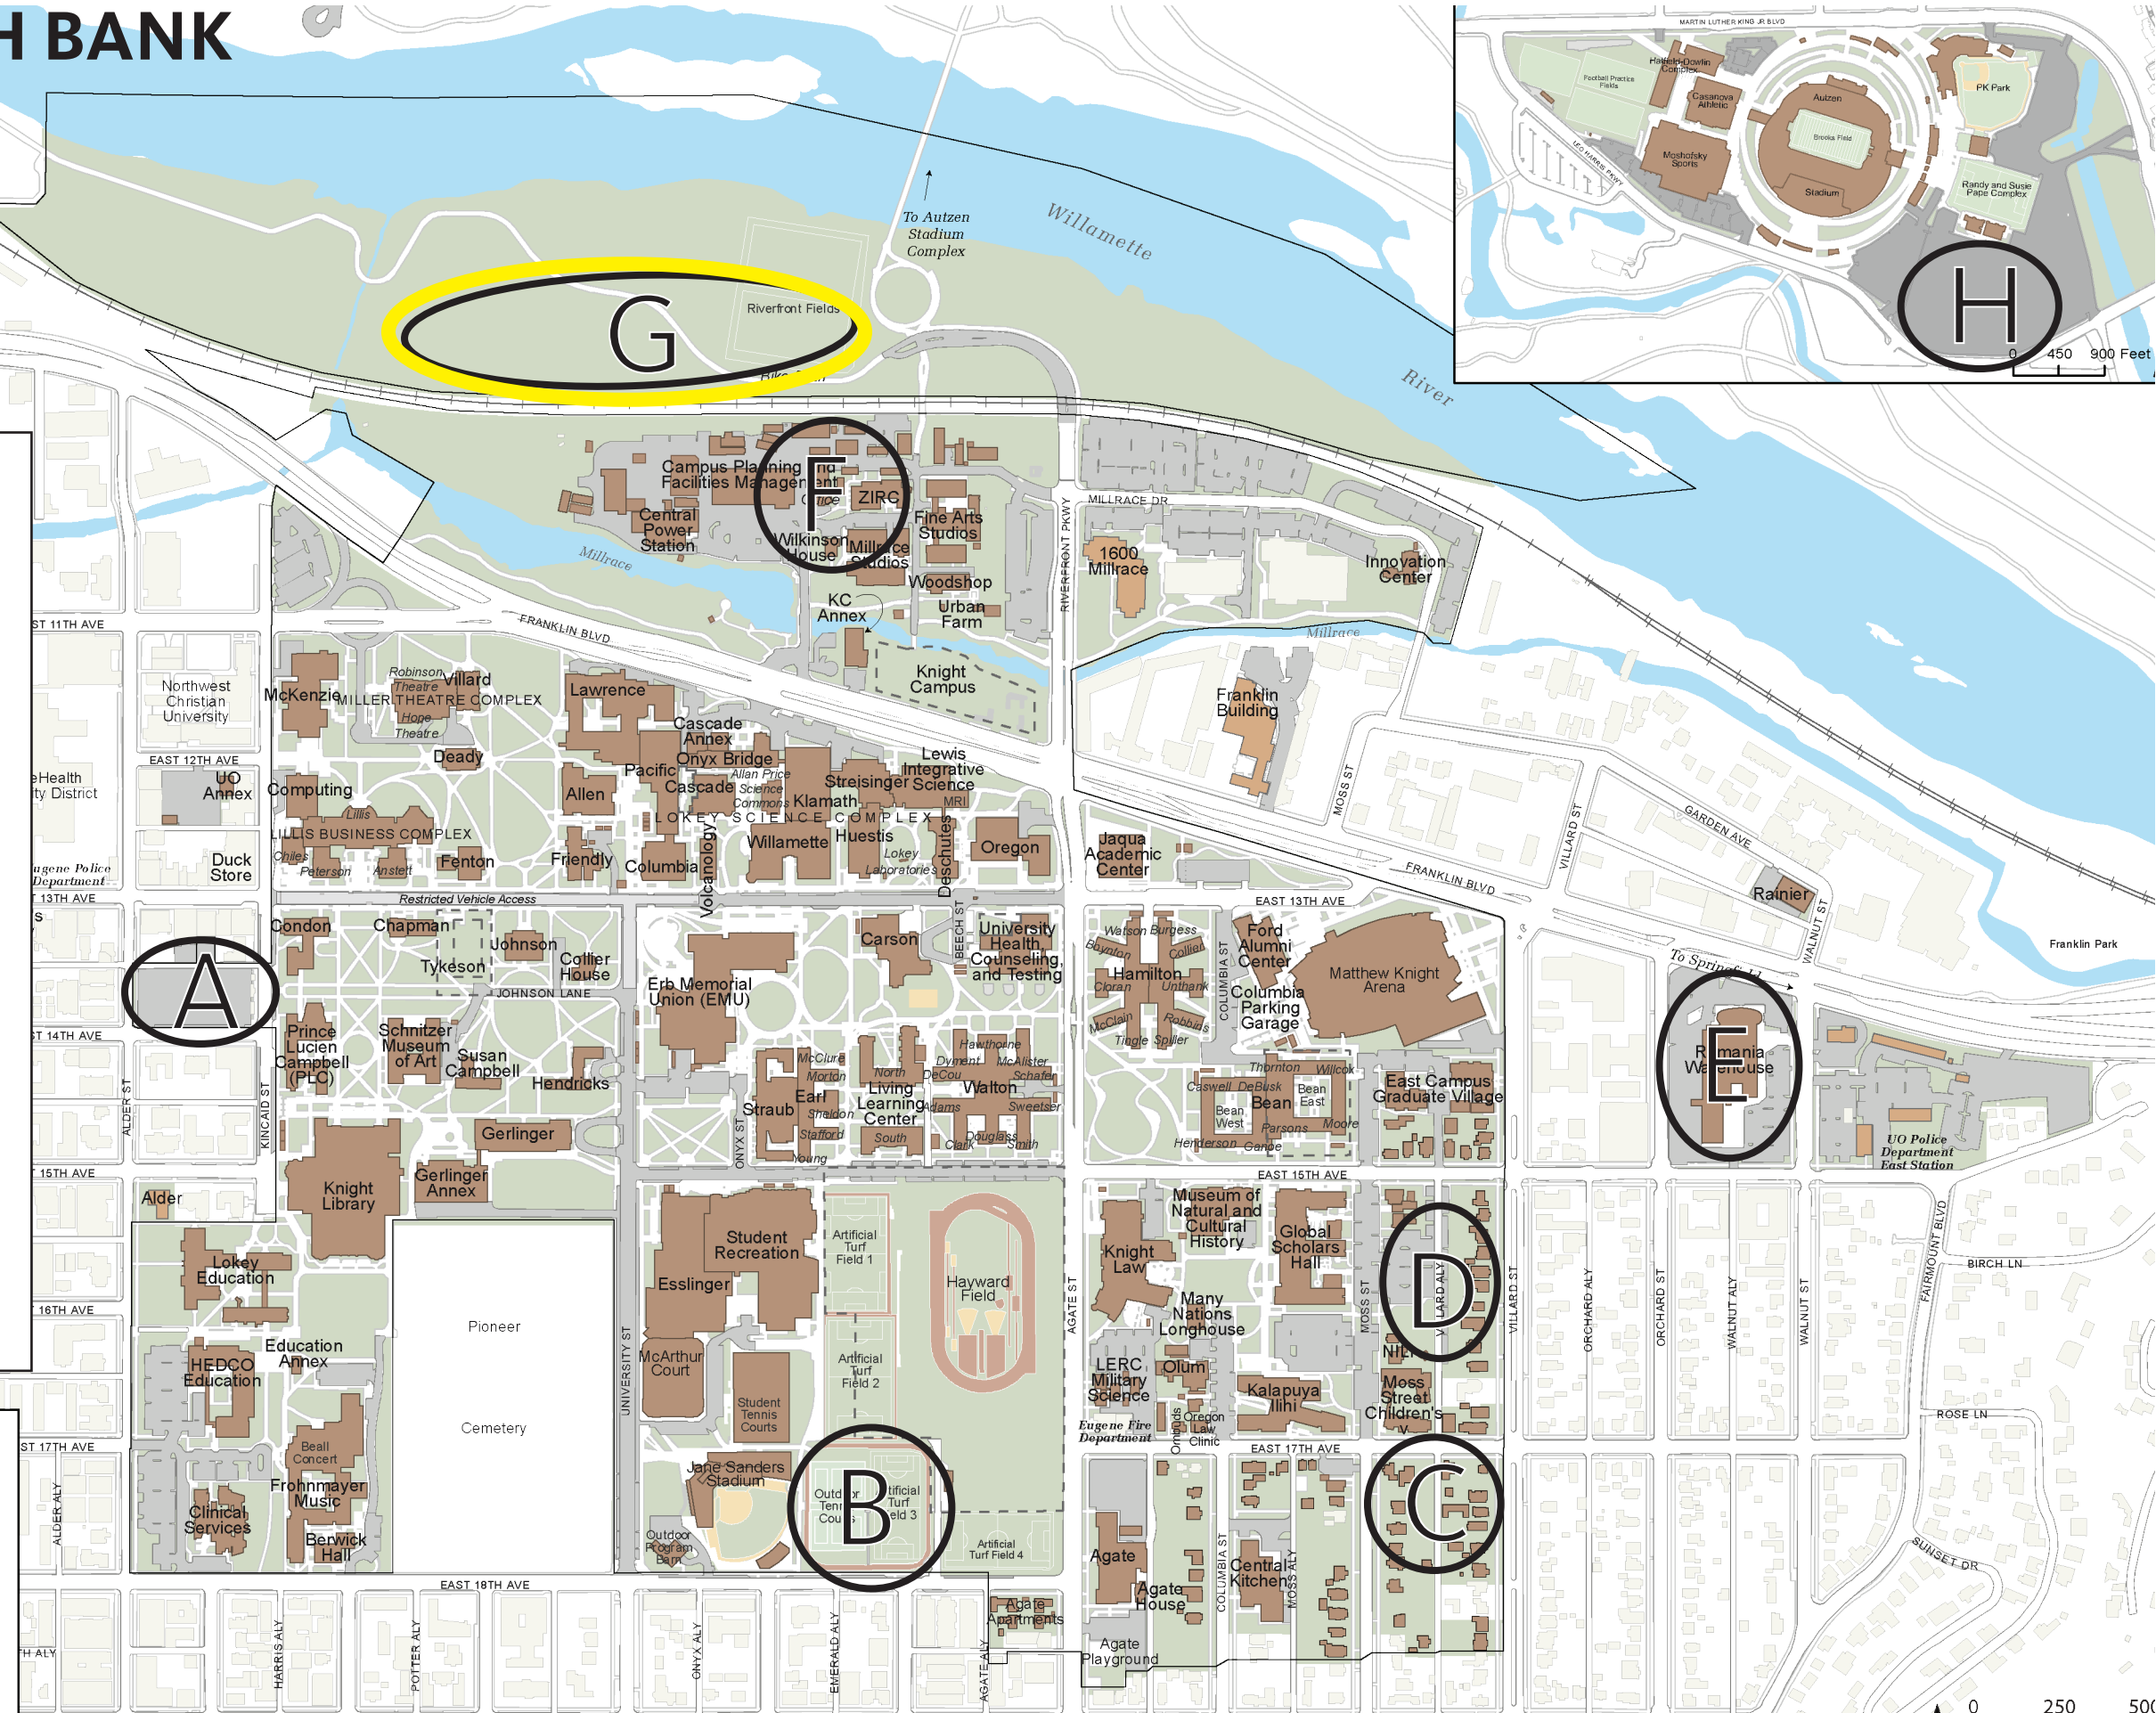 H BANK
MARTIN LUTHER KING JR BLVD
Hatfield-Dowlin
Complex
Football Practice
Fields
Casanova
Athletic
Autzen
PK Park
Brooks Field
Moshofsky
Sports
LEO HARRIS PKWY
Stadium
Randy and Susie
Pape Complex
H
0 450 900 Feet
To Autzen
Stadium
Complex
Willamette
River
G
Riverfront Fields
F
Campus Planning and
Facilities Management
Office
ZIRC
Central
Power
Station
Wilkinson
House
Millrace
Studios
Fine Arts
Studios
Woodshop
Urban
Farm
KC
Annex
Knight
Campus
Millrace
RIVERFRONT PKWY
MILLRACE DR
1600
Millrace
Innovation
Center
Millrace
Franklin
Building
FRANKLIN BLVD
ST 11TH AVE
Northwest
Christian
University
EAST 12TH AVE
UO
Annex
eHealth
ity District
Duck
Store
ugene Police
Department
T 13TH AVE
S
McKenzie
Robinson
Theatre
Villard
MILLER THEATRE COMPLEX
Hope
Theatre
Deady
Computing
Lillis
LILLIS BUSINESS COMPLEX
Chiles
Peterson
Anstett
Fenton
Friendly
Lawrence
Cascade
Annex
Onyx Bridge
Pacific
Allen
Cascade
Allan Price
Science
Commons
Klamath
Streisinger
Lewis
Integrative
Science
MRI
LOKEY SCIENCE COMPLEX
Willamette
Huestis
Lokey
Laboratories
Deschutes
Columbia
Volcanology
Oregon
Jaqua
Academic
Center
MOSS ST
VILLARD ST
GARDEN AVE
FRANKLIN BLVD
Rainier
WALNUT ST
Franklin Park
To Springfield
Restricted Vehicle Access
EAST 13TH AVE
A
Condon
Chapman
Johnson
Tykeson
Collier
House
JOHNSON LANE
Prince
Lucien
Campbell
(PLC)
Schnitzer
Museum
of Art
Susan
Campbell
Hendricks
Gerlinger
Gerlinger
Annex
Knight
Library
Erb Memorial
Union (EMU)
Carson
BEECH ST
University
Health,
Counseling,
and Testing
Straub
McClure
Morton
Earl
Sheldon
Stafford
Young
North
Living
Learning
Center
South
Hawthorne
Dyment
McAlister
DeCou
Schafer
Walton
Adams
Sweetser
Douglass
Clark
Smith
ONYX ST
Watson
Burgess
Boynton
Collier
Hamilton
Cloran
Unthank
McClain
Robbins
Tingle
Spiller
COLUMBIA ST
Ford
Alumni
Center
Columbia
Parking
Garage
Matthew Knight
Arena
Thornton
Willcox
Caswell
DeBusk
Bean
Bean
East
Bean
West
Parsons
Moore
Henderson
Ganoe
East Campus
Graduate Village
E
Romania
Warehouse
UO Police
Department
East Station
T 14TH AVE
ALDER ST
KINCAID ST
15TH AVE
EAST 15TH AVE
Alder
Lokey
Education
16TH AVE
Education
Annex
HEDCO
Education
Pioneer
Cemetery
UNIVERSITY ST
Student
Recreation
Esslinger
McArthur
Court
Student
Tennis
Courts
Artificial
Turf
Field 1
Artificial
Turf
Field 2
Hayward
Field
AGATE ST
Knight
Law
Museum of
Natural and
Cultural
History
Global
Scholars
Hall
Many
Nations
Longhouse
MOSS ST
D
VILLARD ALY
VILLARD ST
ORCHARD ALY
ORCHARD ST
WALNUT ALY
WALNUT ST
FAIRMOUNT BLVD
BIRCH LN
ROSE LN
SUNSET DR
LERC
Military
Science
Olum
Kalapuya
Ilihi
NILI
Moss
Street
Children's
Eugene Fire
Department
Ombuds
Oregon
Law
Clinic
EAST 17TH AVE
ST 17TH AVE
Beall
Concert
Frohnmayer
Music
Clinical
Services
Berwick
Hall
ALDER ALY
Jane Sanders
Stadium
Outdoor
Program
Barn
B
Artificial
Turf Field 4
C
Agate
Agate
House
Central
Kitchen
COLUMBIA ST
MOSS ALY
Agate
Apartments
Agate
Playground
EAST 18TH AVE
H ALY
HARRIS ALY
POTTER ALY
ONYX ALY
EMERALD ALY
AGATE ALY
0 250 500